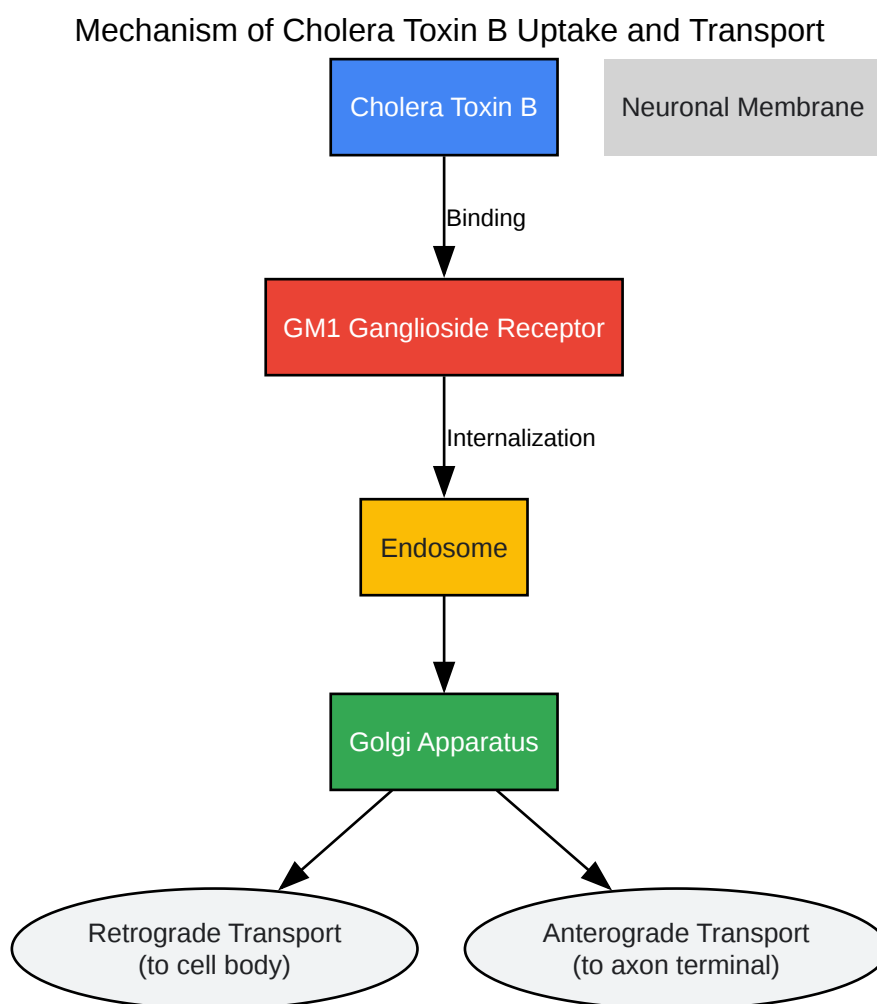 Mechanism of Cholera Toxin B Uptake and Transport
Cholera Toxin B
Neuronal Membrane
Binding
GM1 Ganglioside Receptor
Internalization
Endosome
Golgi Apparatus
Retrograde Transport
(to cell body)
Anterograde Transport
(to axon terminal)